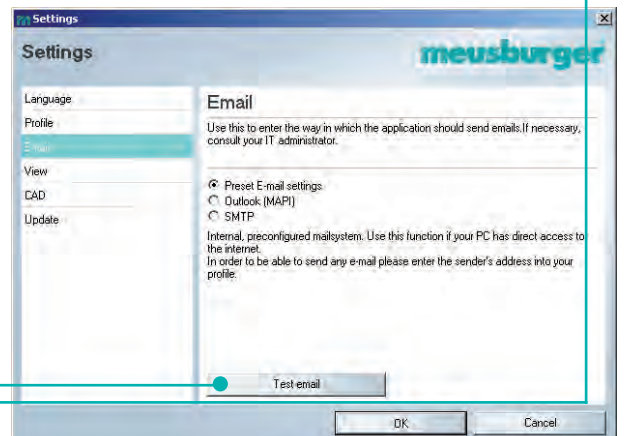 Settings
Settings
meusburger
Language
Profile
Email
View
CAD
Update
Email
Use this to enter the way in which the application should send emails.If necessary,
consult your IT administrator.
Preset E-mail settings
Outlook (MAPI)
SMTP
Internal, preconfigured mailsystem. Use this function if your PC has direct access to
the internet.
In order to be able to send any e-mail please enter the sender's address into your
profile.
Test email
OK
Cancel